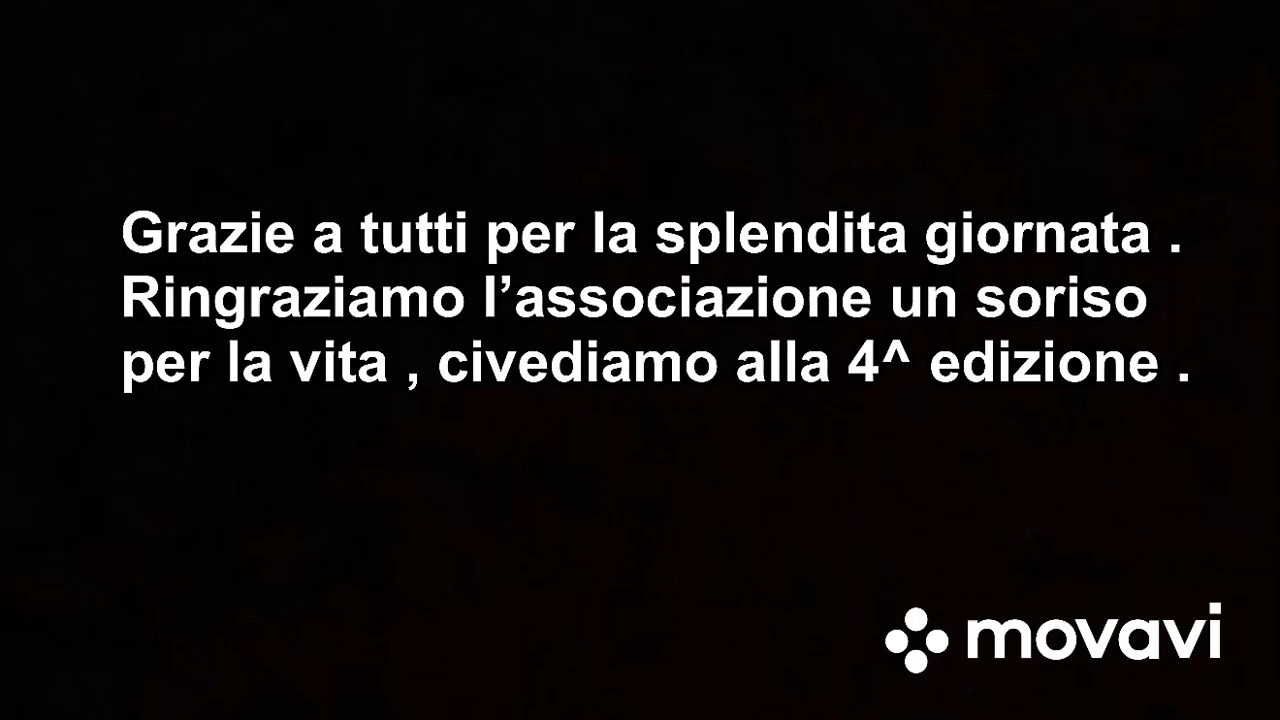 Grazie a tutti per la splendita giornata .
Ringraziamo l’associazione un soriso
per la vita , civediamo alla 4^ edizione .
movavi